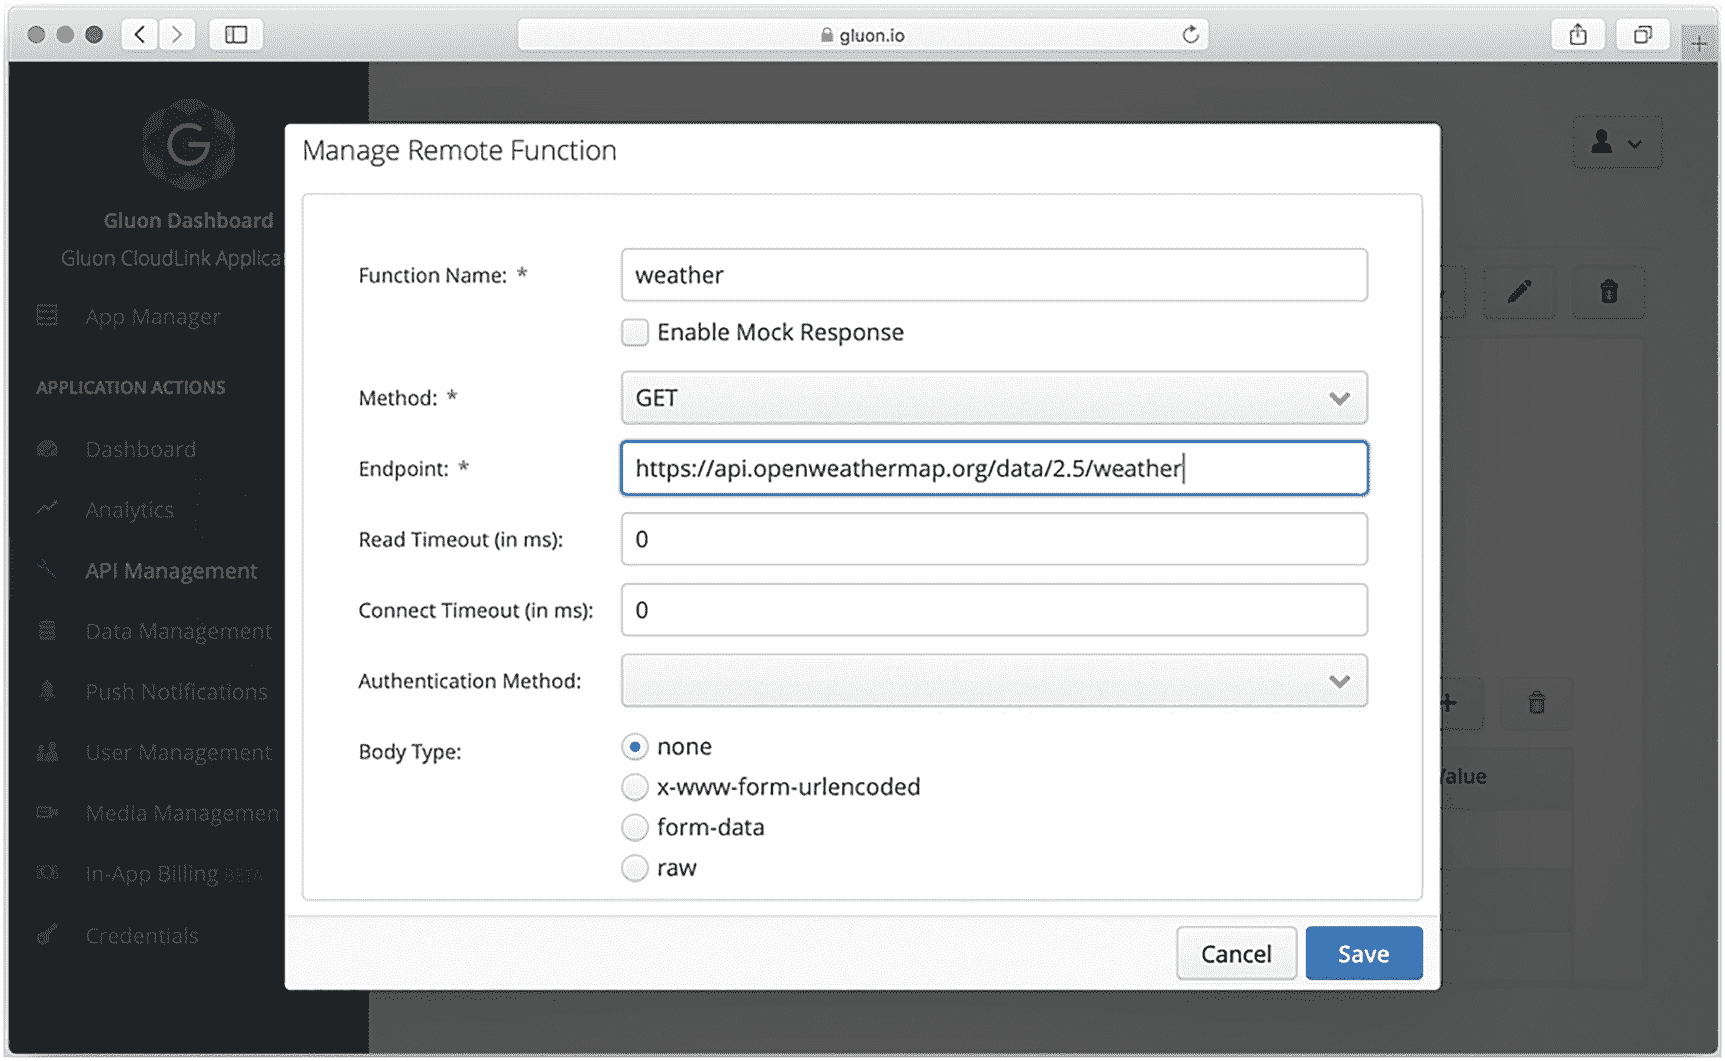 gluon.io
G
Gluon Dashboard
Gluon CloudLink Applica
App Manager
APPLICATION ACTIONS
Dashboard
Analytics
API Management
Data Management
Push Notifications
User Management
Media Managemen
In-App Billing BETA
Credentials
Manage Remote Function
Function Name: * weather
Enable Mock Response
Method: * GET
Endpoint: * https://api.openweathermap.org/data/2.5/weather
Read Timeout (in ms): 0
Connect Timeout (in ms): 0
Authentication Method:
Body Type: none
x-www-form-urlencoded
form-data
raw
Value
Cancel Save